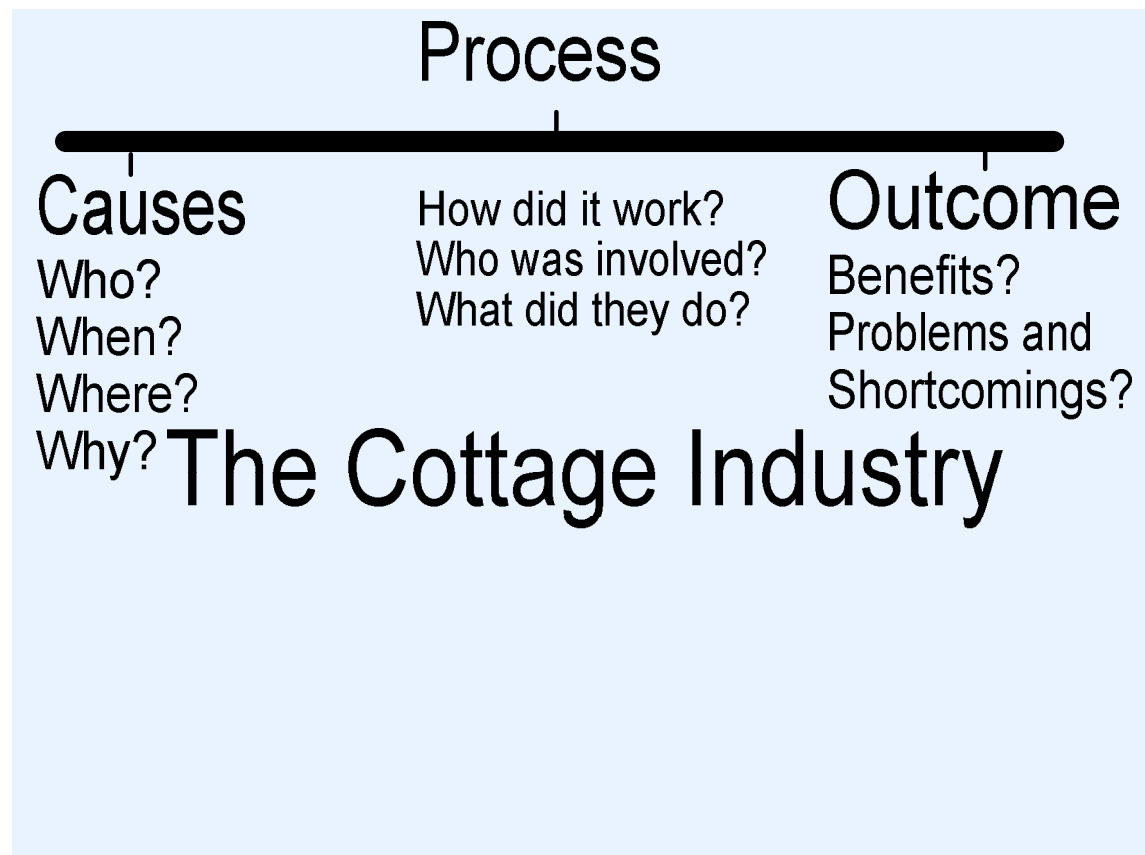 Process
Causes
Who?
When?
Where?
Why?
How did it work?
Who was involved?
What did they do?
Outcome
Benefits?
Problems and
Shortcomings?
The Cottage Industry